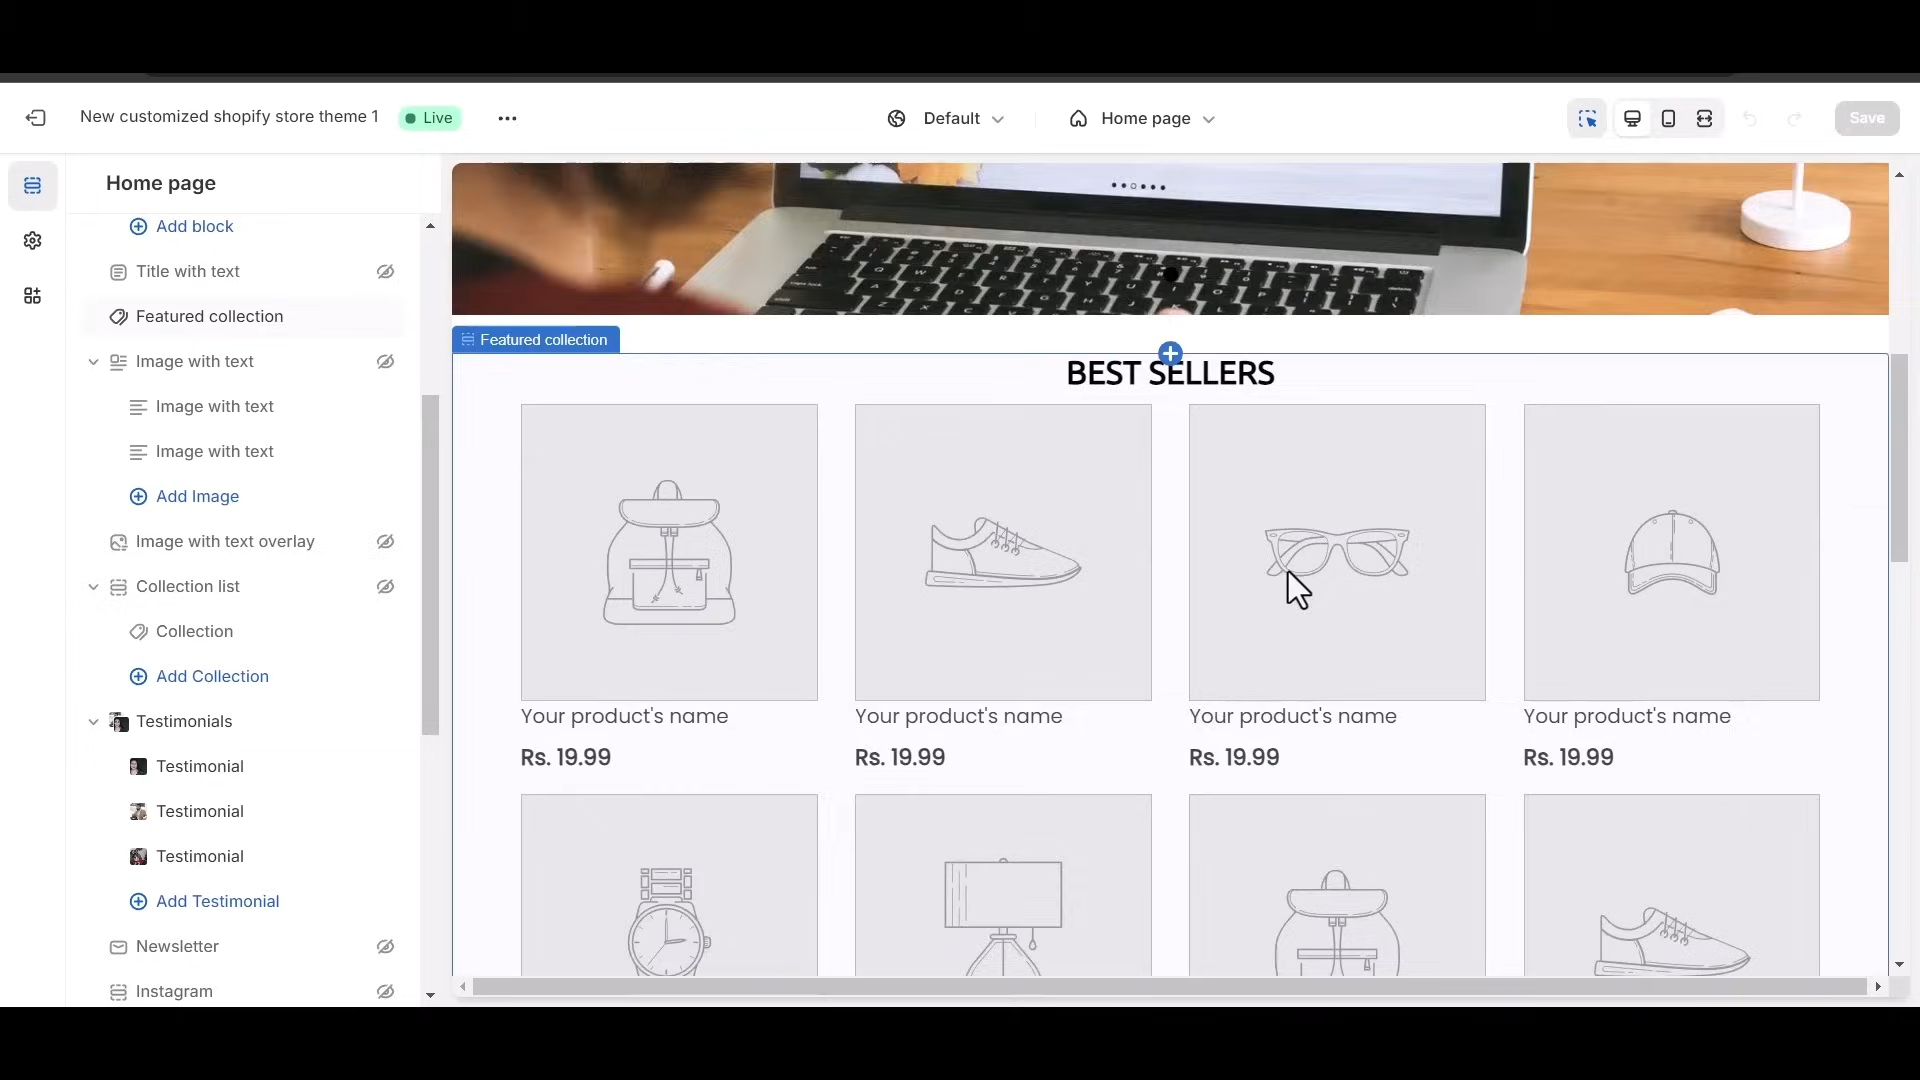 New customized shopify store theme 1
Live
Default
Home page
Save
Home page
Add block
Title with text
Featured collection
Image with text
Image with text
Image with text
Add Image
Image with text overlay
Collection list
Collection
Add Collection
Testimonials
Testimonial
Testimonial
Testimonial
Add Testimonial
Newsletter
Instagram
Featured collection
BEST SELLERS
Your product's name Your product's name Your product's name Your product's name
Rs. 19.99 Rs. 19.99 Rs. 19.99 Rs. 19.99